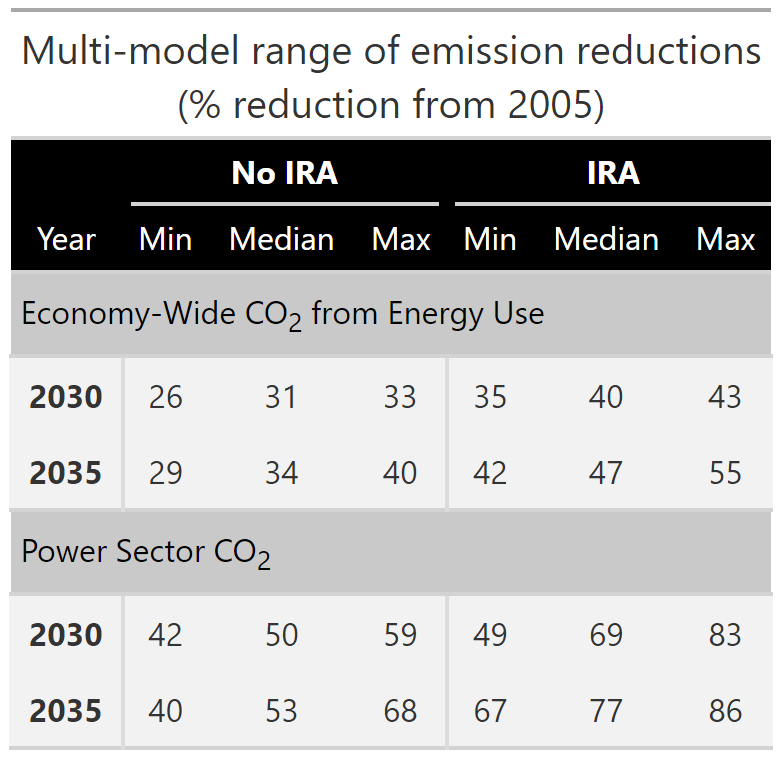 Multi-model range of emission reductions
(% reduction from 2005)
No IRA IRA
Year Min Median Max Min Median Max
Economy-Wide CO₂ from Energy Use
2030 26 31 33 35 40 43
2035 29 34 40 42 47 55
Power Sector CO₂
2030 42 50 59 49 69 83
2035 40 53 68 67 77 86